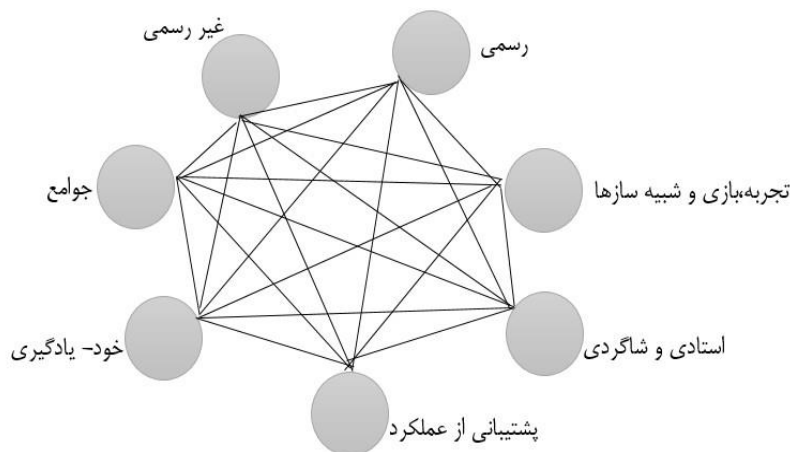 غیر رسمی
رسمی
جوامع
تجربه،بازی و شبیه سازها
خود- یادگیری
استادی و شاگردی
پشتیبانی از عملکرد